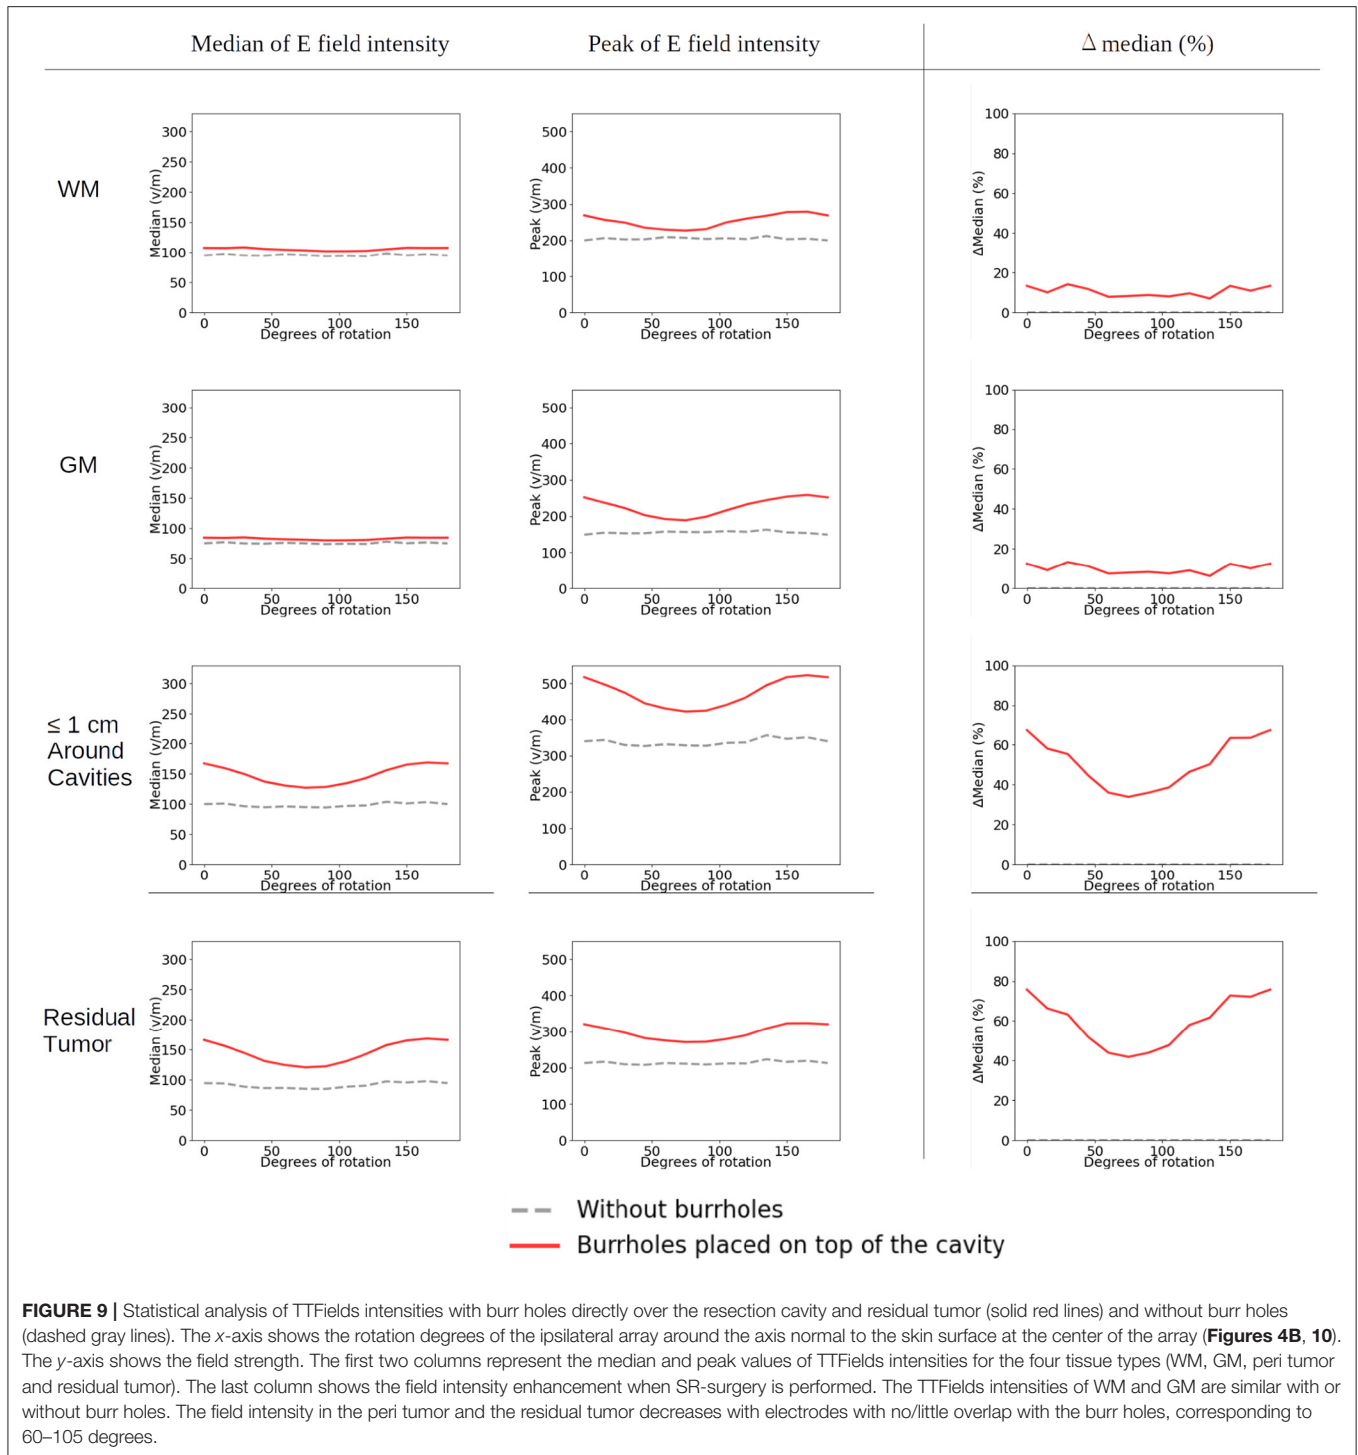 Median of E field intensity
Peak of E field intensity
Δ median (%)
WM
300
250
200
150
100
50
0
Median (v/m)
0 50 100 150
Degrees of rotation
500
400
300
200
100
0
Peak (v/m)
0 50 100 150
Degrees of rotation
100
80
60
40
20
0
ΔMedian (%)
0 50 100 150
Degrees of rotation
GM
300
250
200
150
100
50
0
Median (v/m)
0 50 100 150
Degrees of rotation
500
400
300
200
100
0
Peak (v/m)
0 50 100 150
Degrees of rotation
100
80
60
40
20
0
ΔMedian (%)
0 50 100 150
Degrees of rotation
≤ 1 cm
Around
Cavities
300
250
200
150
100
50
0
Median (v/m)
0 50 100 150
Degrees of rotation
500
400
300
200
100
0
Peak (v/m)
0 50 100 150
Degrees of rotation
100
80
60
40
20
0
ΔMedian (%)
0 50 100 150
Degrees of rotation
Residual
Tumor
300
250
200
150
100
50
0
Median (v/m)
0 50 100 150
Degrees of rotation
500
400
300
200
100
0
Peak (v/m)
0 50 100 150
Degrees of rotation
100
80
60
40
20
0
ΔMedian (%)
0 50 100 150
Degrees of rotation
Without burrholes
Burrholes placed on top of the cavity
FIGURE 9 | Statistical analysis of TTFields intensities with burr holes directly over the resection cavity and residual tumor (solid red lines) and without burr holes
(dashed gray lines). The x-axis shows the rotation degrees of the ipsilateral array around the axis normal to the skin surface at the center of the array (Figures 4B, 10).
The y-axis shows the field strength. The first two columns represent the median and peak values of TTFields intensities for the four tissue types (WM, GM, peri tumor
and residual tumor). The last column shows the field intensity enhancement when SR-surgery is performed. The TTFields intensities of WM and GM are similar with or
without burr holes. The field intensity in the peri tumor and the residual tumor decreases with electrodes with no/little overlap with the burr holes, corresponding to
60–105 degrees.